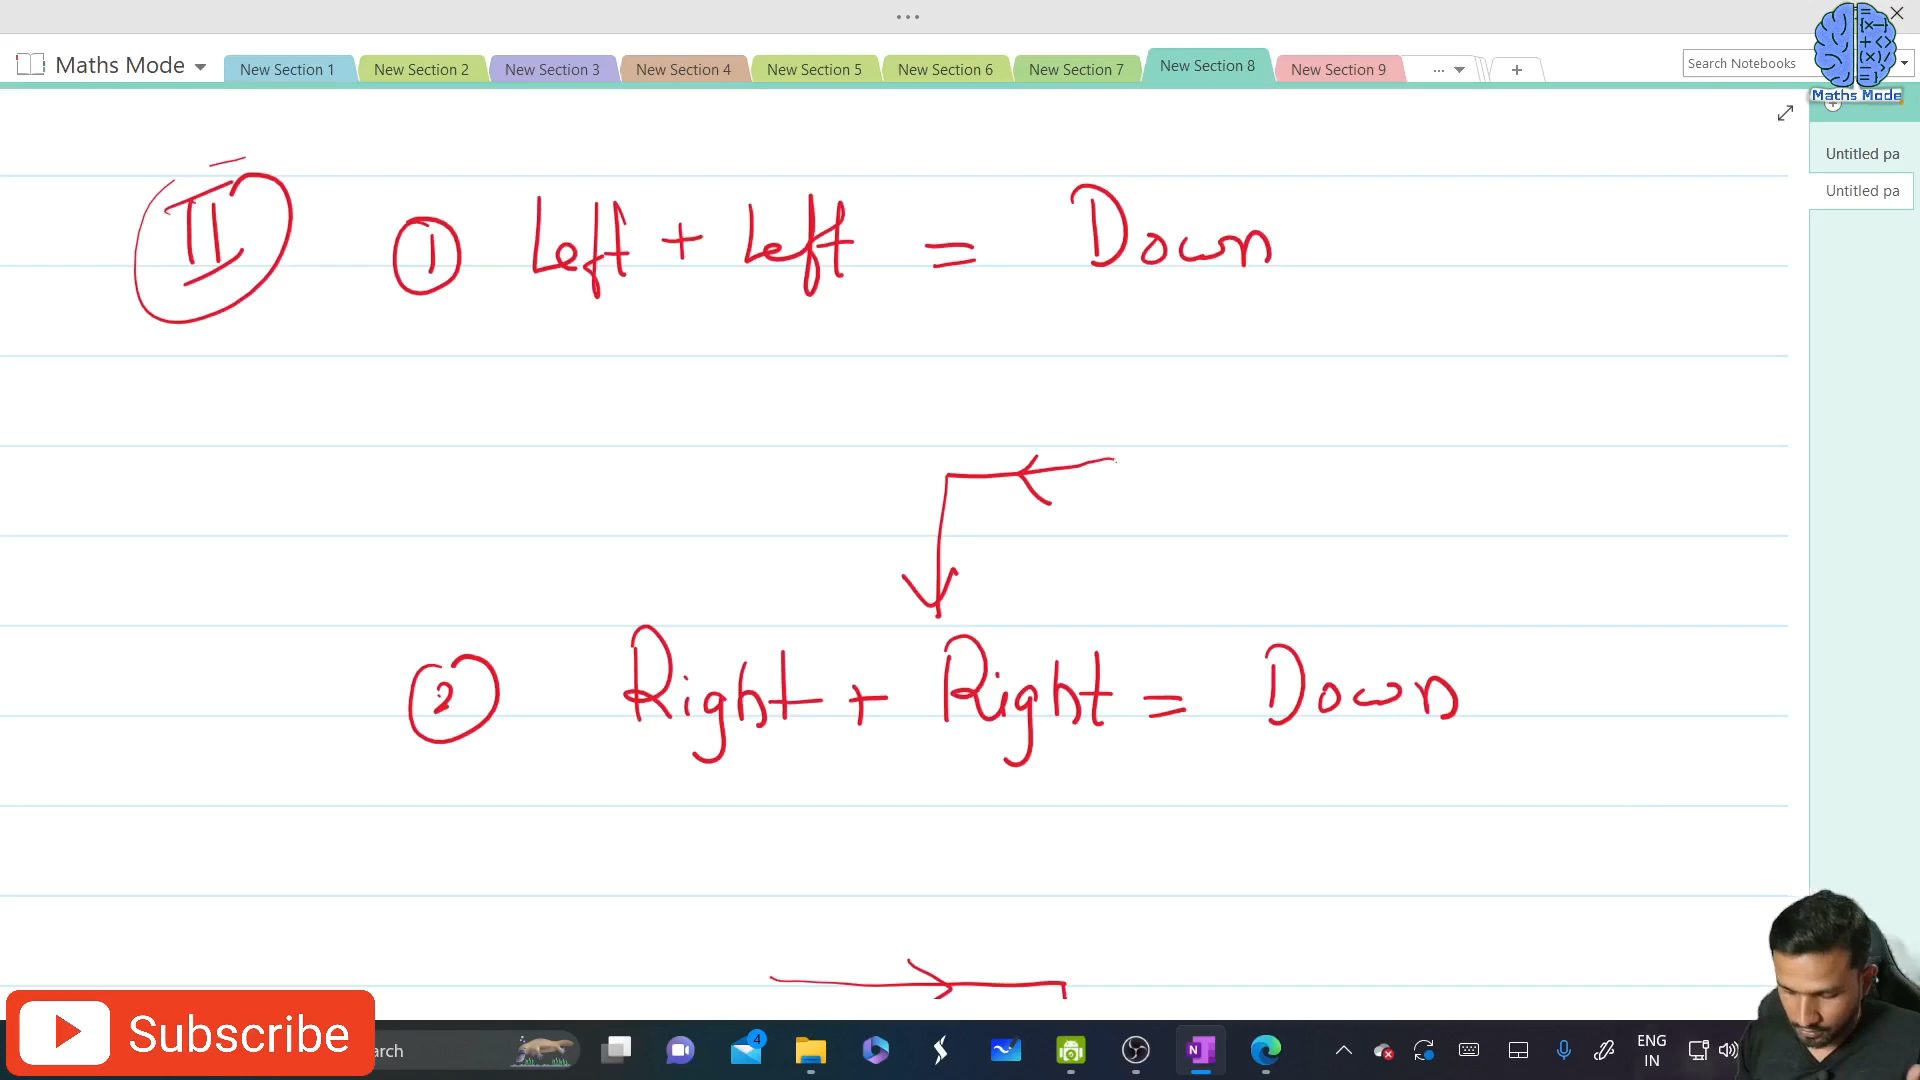 Maths Mode
New Section 1
New Section 2
New Section 3
New Section 4
New Section 5
New Section 6
New Section 7
New Section 8
New Section 9
Search Notebooks
Maths Mode
Untitled pa
Untitled pa
II ① Left + Left = Down
② Right + Right = Down
Subscribe
arch
4
ENG
IN